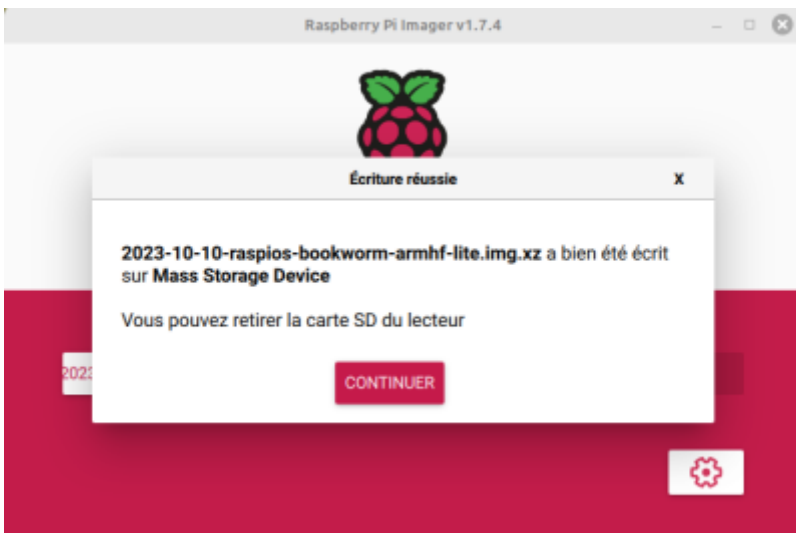 Raspberry Pi Imager v1.7.4
Écriture réussie
X
2023-10-10-raspios-bookworm-armhf-lite.img.xz a bien été écrit
sur Mass Storage Device
Vous pouvez retirer la carte SD du lecteur
CONTINUER